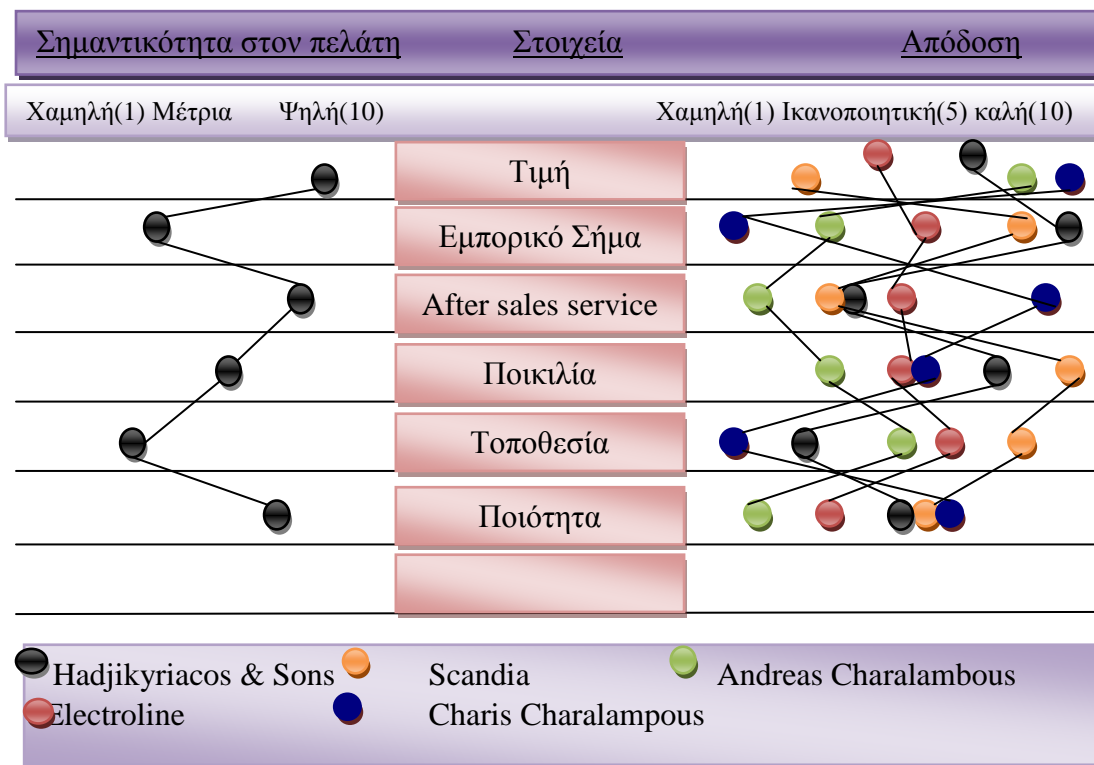 Σημαντικότητα στον πελάτη Στοιχεία Απόδοση
Χαμηλή(1) Μέτρια Ψηλή(10) Χαμηλή(1) Ικανοποιητική(5) καλή(10)
Τιμή
Εμπορικό Σήμα
After sales service
Ποικιλία
Τοποθεσία
Ποιότητα
Hadjikyriacos & Sons Scandia Andreas Charalambous
Electroline Charis Charalampous